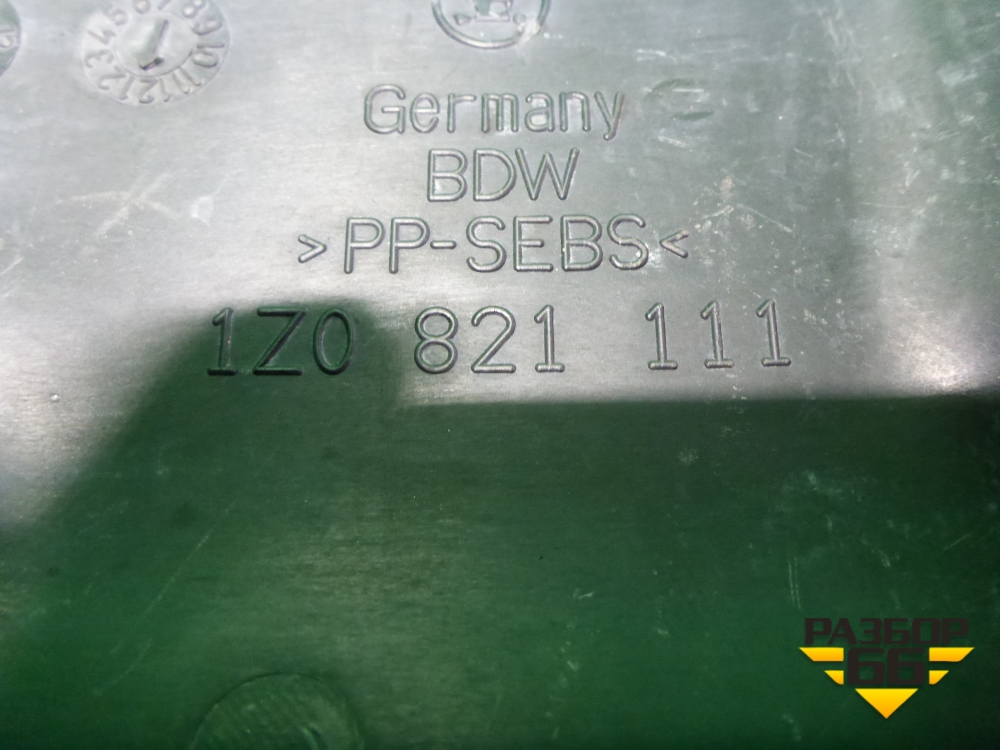 Germany
BDW
>PP-SEBS<
1Z0 821 111
РАЗБОР
66